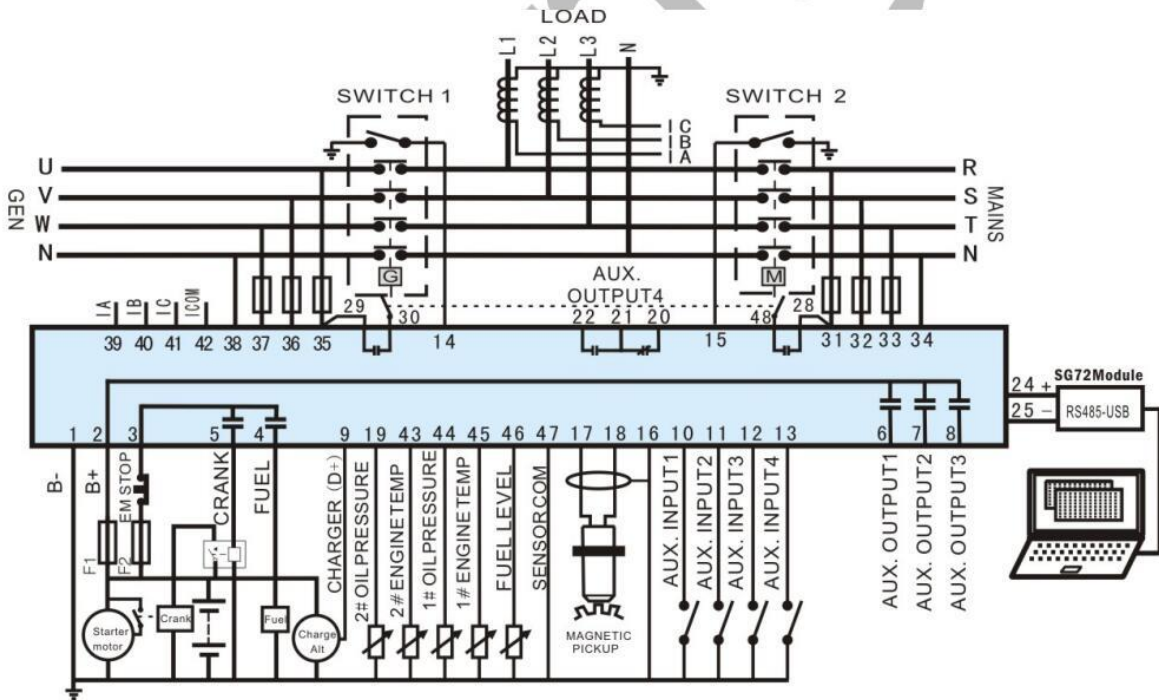 LOAD
L1 L2 L3 N
SWITCH 1
SWITCH 2
IC
IB
IA
GEN
U
V
W
N
R
S
T
N
MAINS
G
M
AUX.
OUTPUT4
IA IB IC ICOM
29 30 22 21 20 48 28
39 40 41 42 38 37 36 35 14 15 31 32 33 34
SG72Module
24 +
25 −
RS485-USB
1 2 3 5 4 9 19 43 44 45 46 47 17 18 16 10 11 12 13 6 7 8
B-
B+
EM STOP
CRANK
FUEL
CHARGER (D+)
2# OILPRESSURE
2# ENGINETEMP
1# OILPRESSURE
1# ENGINETEMP
FUEL LEVEL
SENSOR COM
AUX. INPUT1
AUX. INPUT2
AUX. INPUT3
AUX. INPUT4
AUX. OUTPUT1
AUX. OUTPUT2
AUX. OUTPUT3
F1
F2
Starter
motor
Crank
Fuel
Charge
Alt
MAGNETIC
PICKUP